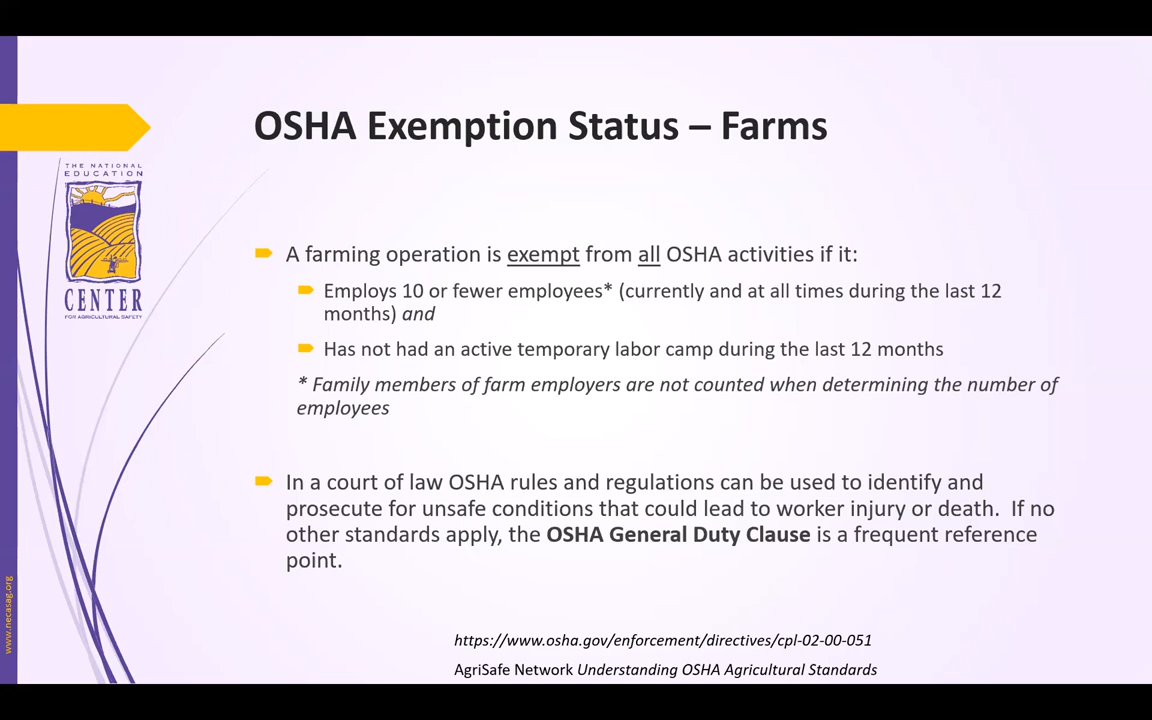 OSHA Exemption Status – Farms
THE NATIONAL
EDUCATION
CENTER
FOR AGRICULTURAL SAFETY
A farming operation is exempt from all OSHA activities if it:
Employs 10 or fewer employees* (currently and at all times during the last 12
months) and
Has not had an active temporary labor camp during the last 12 months
* Family members of farm employers are not counted when determining the number of
employees
In a court of law OSHA rules and regulations can be used to identify and
prosecute for unsafe conditions that could lead to worker injury or death.  If no
other standards apply, the OSHA General Duty Clause is a frequent reference
point.
www.necasag.org
https://www.osha.gov/enforcement/directives/cpl-02-00-051
AgriSafe Network Understanding OSHA Agricultural Standards